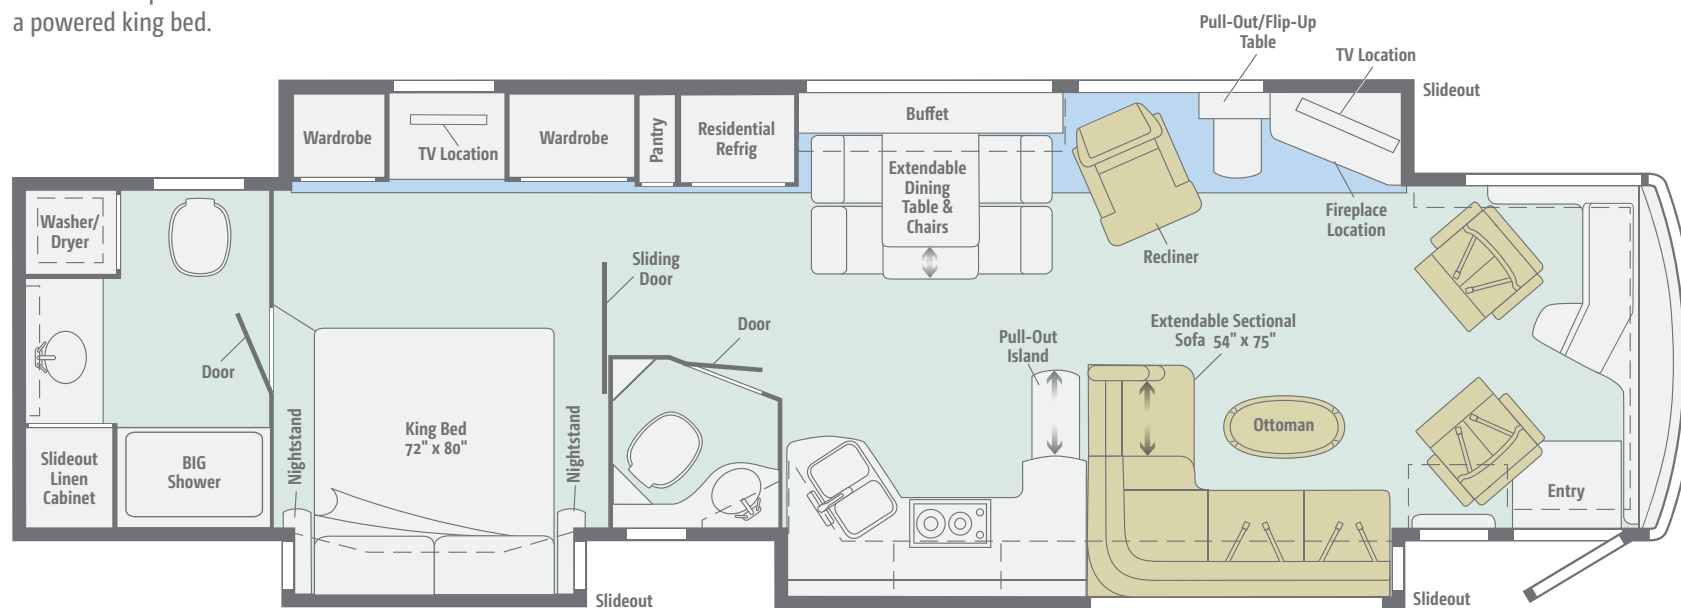 a powered king bed.
Pull-Out/Flip-Up
Table
TV Location
Slideout
Wardrobe
TV Location
Wardrobe
Pantry
Residential
Refrig
Buffet
Extendable
Dining
Table &
Chairs
Recliner
Fireplace
Location
Washer/
Dryer
Sliding
Door
Door
Door
Pull-Out
Island
Extendable Sectional
Sofa 54" x 75"
Ottoman
King Bed
72" x 80"
Nightstand
Nightstand
Slideout
Linen
Cabinet
BIG
Shower
Entry
Slideout
Slideout